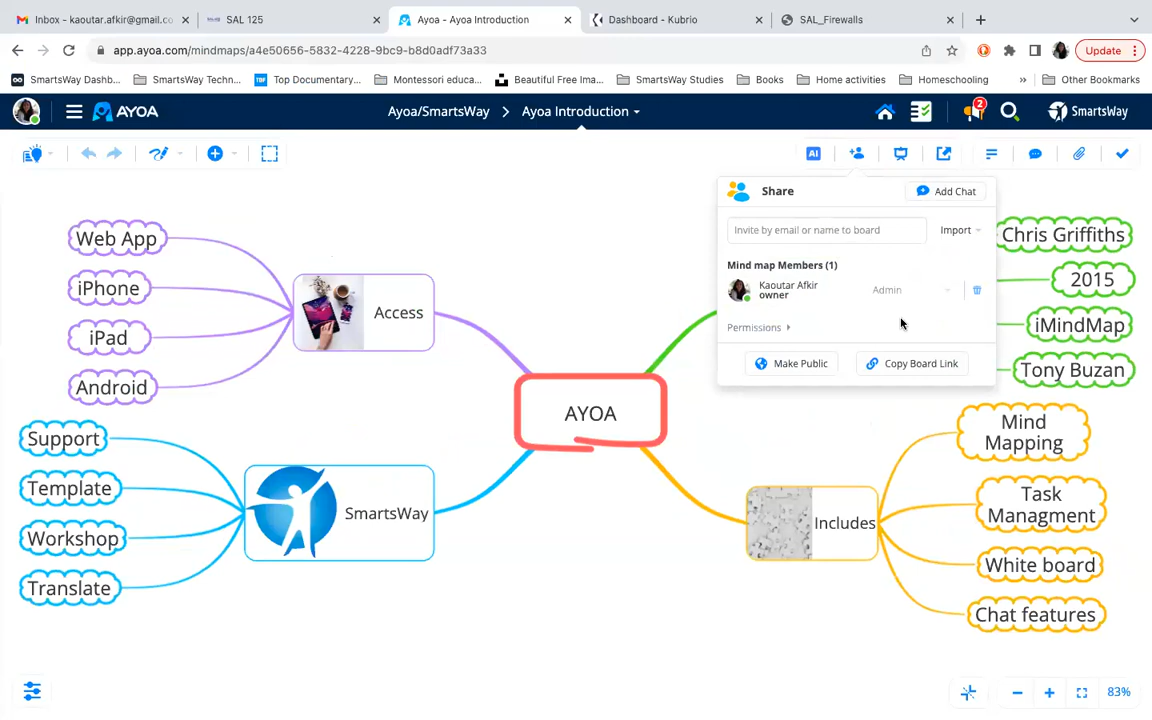 Inbox - kaoutar.afkir@gmail.co
SAL 125
Ayoa - Ayoa Introduction
Dashboard - Kubrio
SAL_Firewalls
app.ayoa.com/mindmaps/a4e50656-5832-4228-9bc9-b8d0adf73a33
Update
SmartsWay Dashb...
SmartsWay Techn...
TBF
Top Documentary...
Montessori educa...
Beautiful Free Ima...
SmartsWay Studies
Books
Home activities
Homeschooling
»
Other Bookmarks
AYOA
Ayoa/SmartsWay
Ayoa Introduction
2
SmartsWay
AI
Share
Add Chat
Invite by email or name to board
Import
Mind map Members (1)
Kaoutar Afkir
owner
Admin
Permissions
Make Public
Copy Board Link
Web App
iPhone
iPad
Android
Access
Support
Template
Workshop
Translate
SmartsWay
AYOA
Chris Griffiths
2015
iMindMap
Tony Buzan
Includes
Mind
Mapping
Task
Managment
White board
Chat features
83%